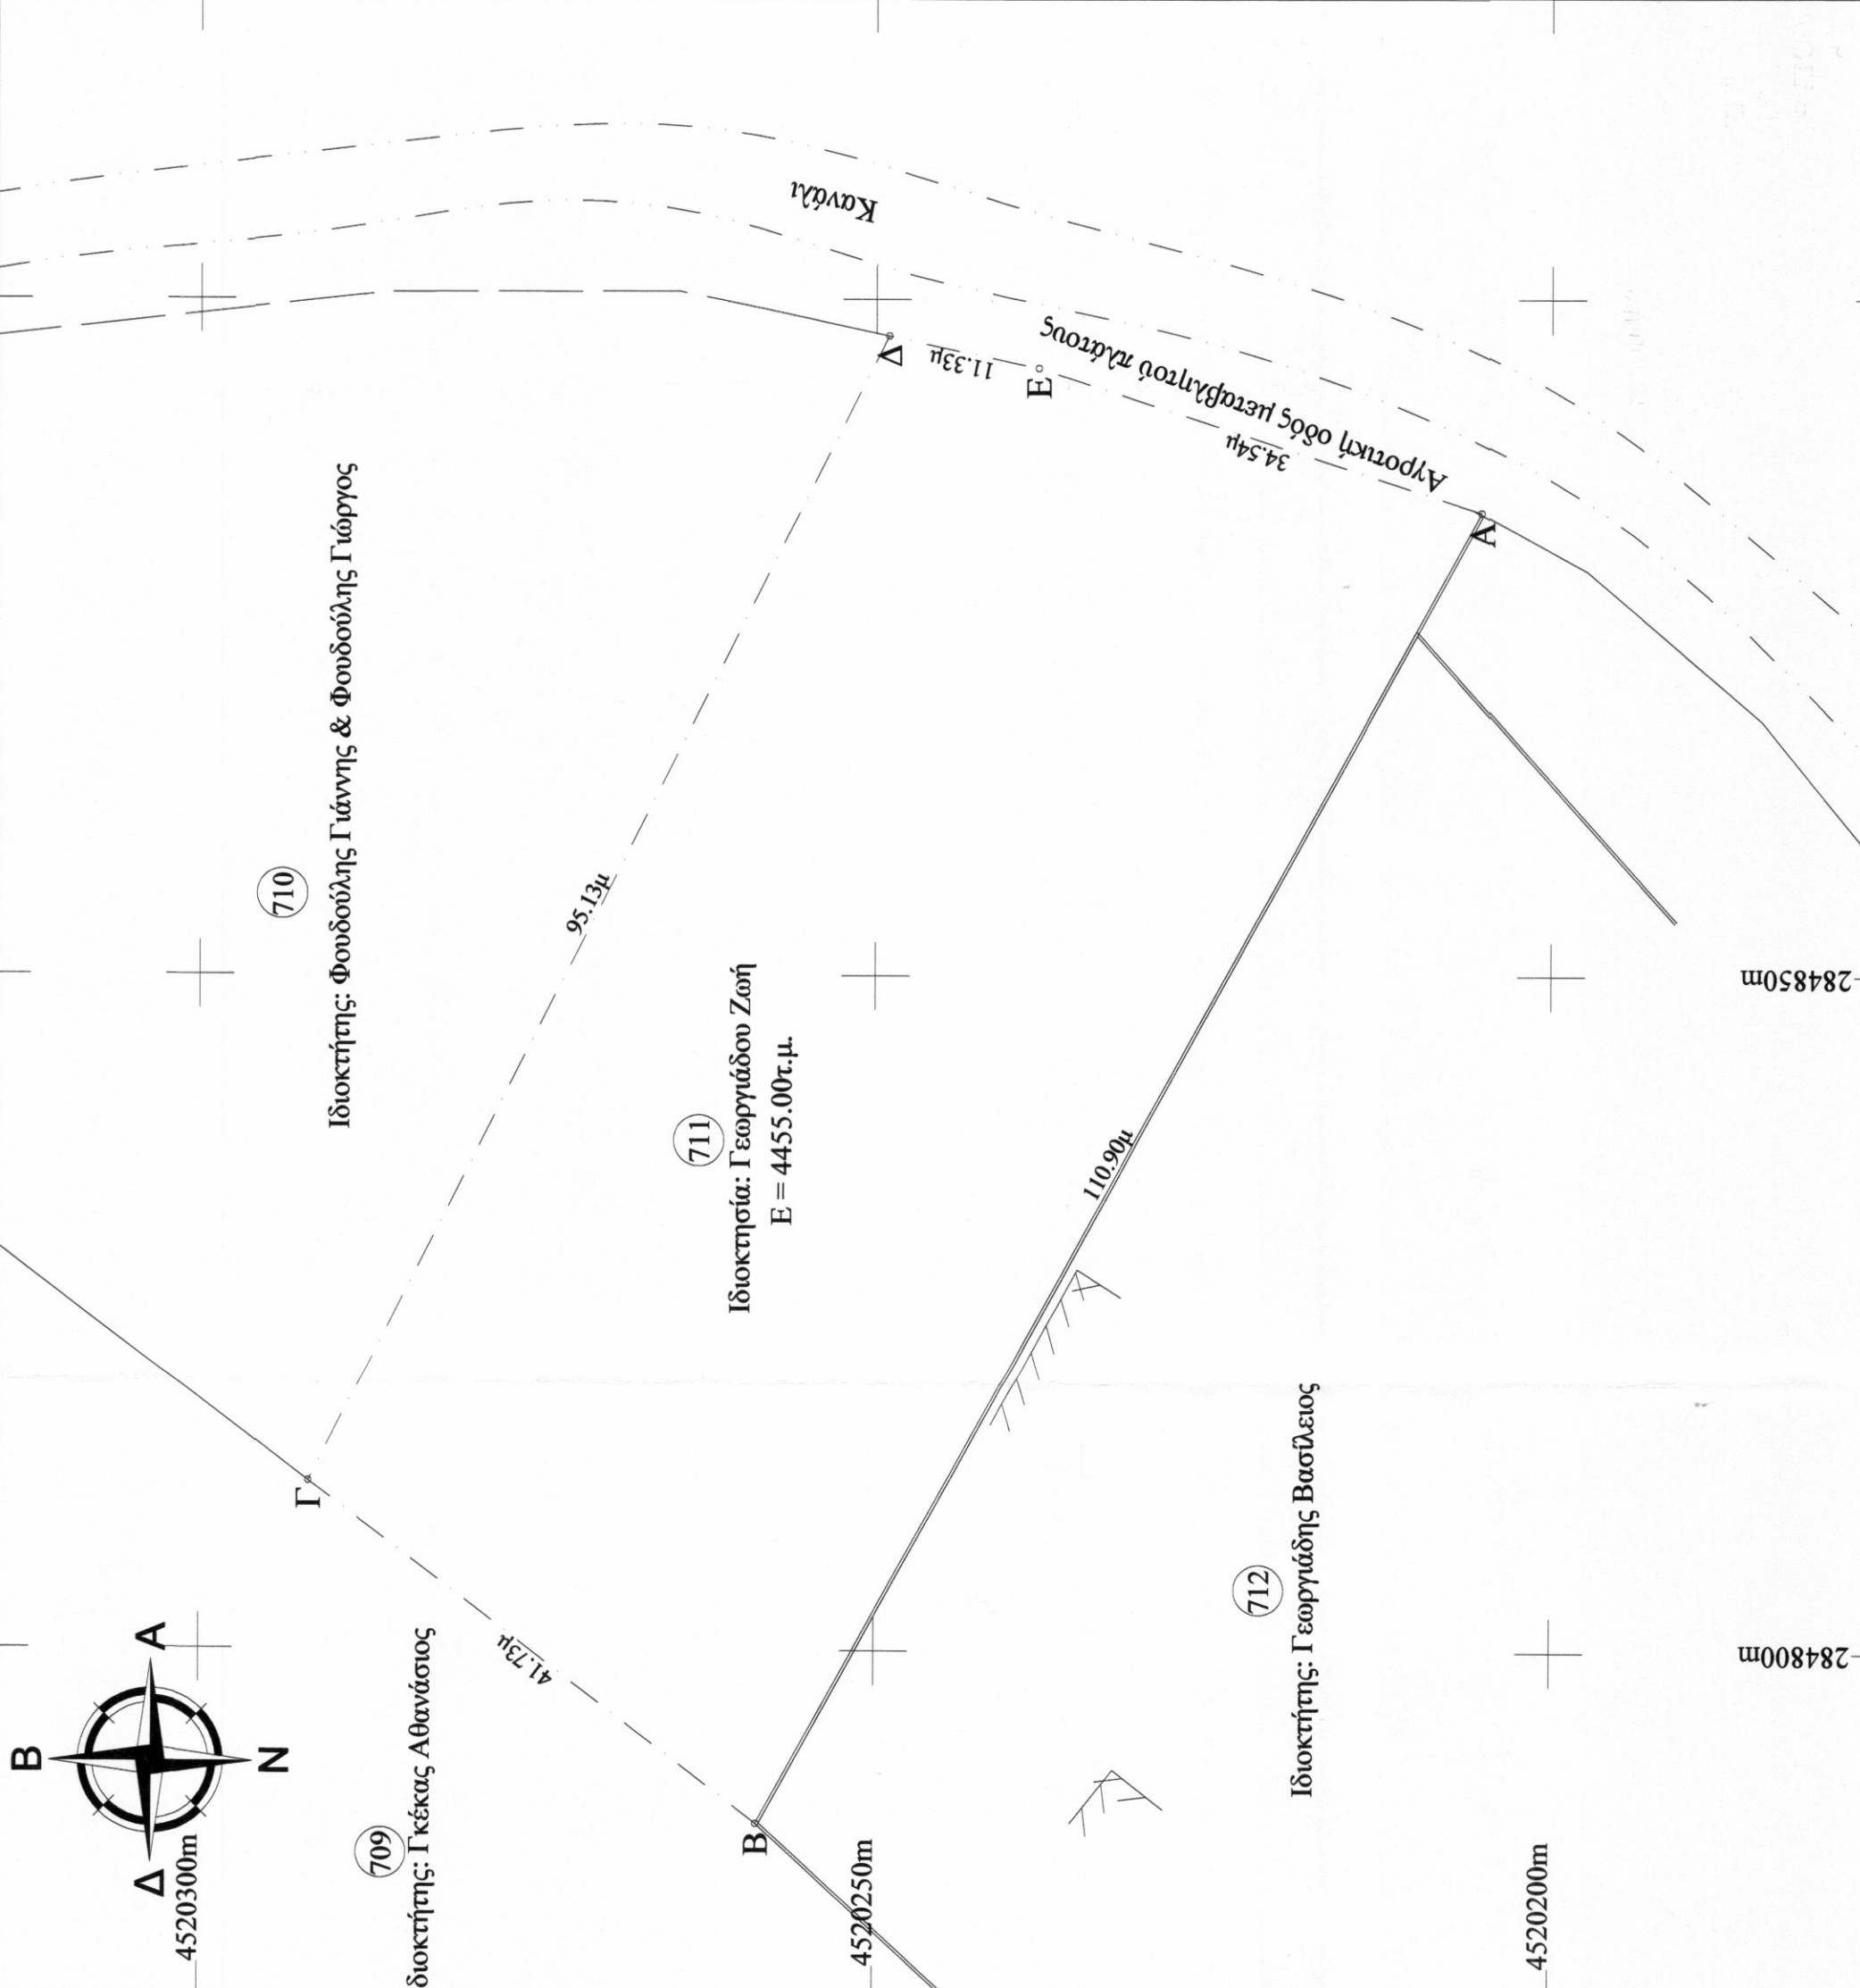 Κανάλι
Αγροτική οδός μεταβλητού πλάτους
Δ
11.33μ
Ε
34.54μ
Α
710
Ιδιοκτήτης: Φουδούλης Γιάννης & Φουδούλης Γιώργος
95.13μ
711
Ιδιοκτησία: Γεωργιάδου Ζωή
Ε = 4455.00τ.μ.
110.90μ
284850m
Γ
41.73μ
Β
712
Ιδιοκτήτης: Γεωργιάδης Βασίλειος
284800m
Β
Α
Ν
Δ
709
διοκτήτης: Γκέκας Αθανάσιος
4520300m
4520250m
4520200m